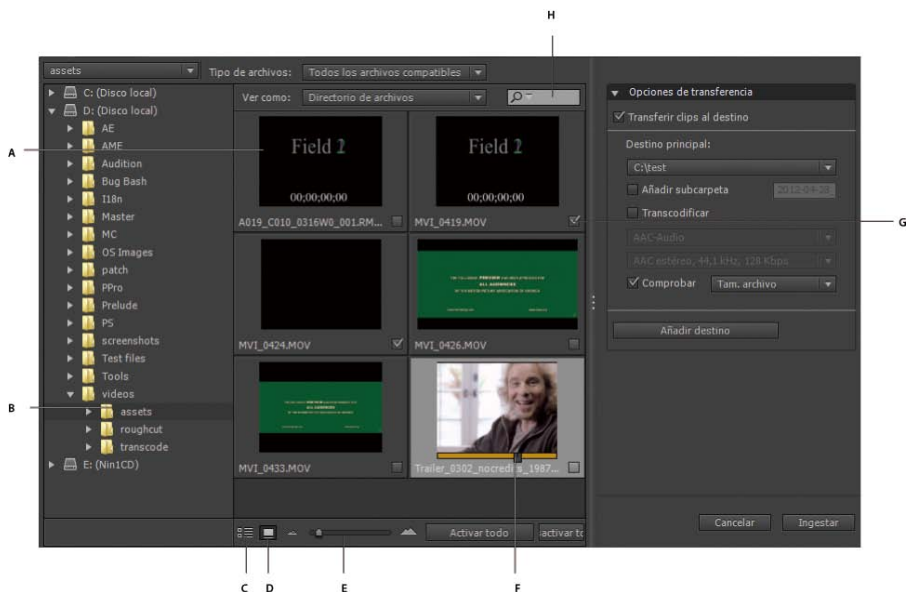 H
assets
Tipo de archivos: Todos los archivos compatibles
C: (Disco local)
D: (Disco local)
AE
AME
Audition
Bug Bash
I18n
Master
MC
OS Images
patch
PPro
Prelude
PS
screenshots
Test files
Tools
videos
assets
roughcut
transcode
E: (Nin1CD)
Ver como: Directorio de archivos
Field 2
00;00;00;00
A019_C010_0316W0_001.RM...
Field 2
00;00;00;00
MVI_0419.MOV
MVI_0424.MOV
MVI_0426.MOV
MVI_0433.MOV
Trailer_0302_nocredits_1987...
Activar todo
activar to
Opciones de transferencia
Transferir clips al destino
Destino principal:
C:\test
Añadir subcarpeta 2012-04-28
Transcodificar
AAC-Audio
AAC estéreo, 44,1 kHz, 128 Kbps
Comprobar Tam. archivo
Añadir destino
Cancelar Ingestar
A
B
G
C D E F